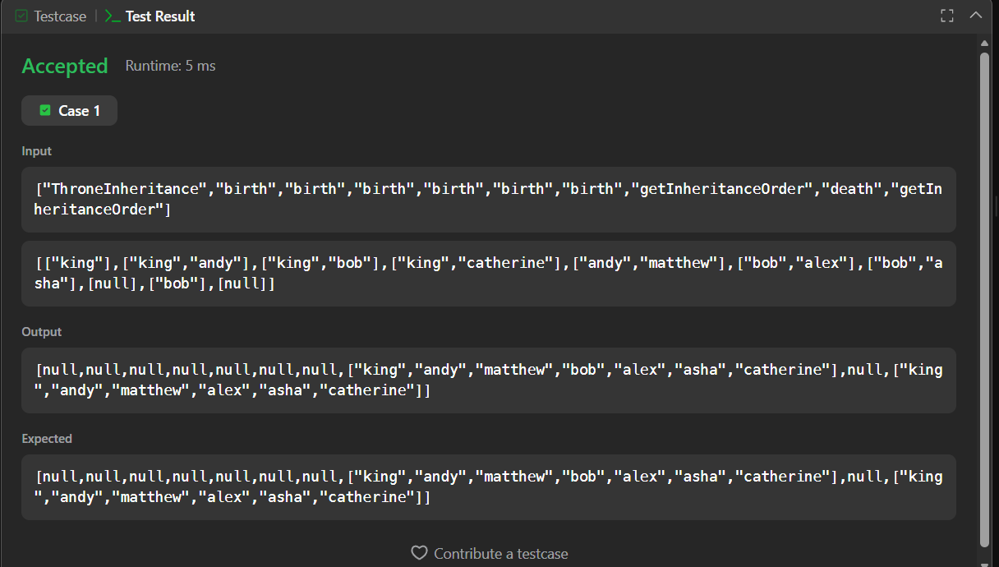 Testcase | >_ Test Result
Accepted Runtime: 5 ms
Case 1
Input
["ThroneInheritance","birth","birth","birth","birth","birth","birth","getInheritanceOrder","death","getIn
heritanceOrder"]
[["king"],["king","andy"],["king","bob"],["king","catherine"],["andy","matthew"],["bob","alex"],["bob","a
sha"],[null],["bob"],[null]]
Output
[null,null,null,null,null,null,null,["king","andy","matthew","bob","alex","asha","catherine"],null,["king
","andy","matthew","alex","asha","catherine"]]
Expected
[null,null,null,null,null,null,null,["king","andy","matthew","bob","alex","asha","catherine"],null,["king
","andy","matthew","alex","asha","catherine"]]
Contribute a testcase